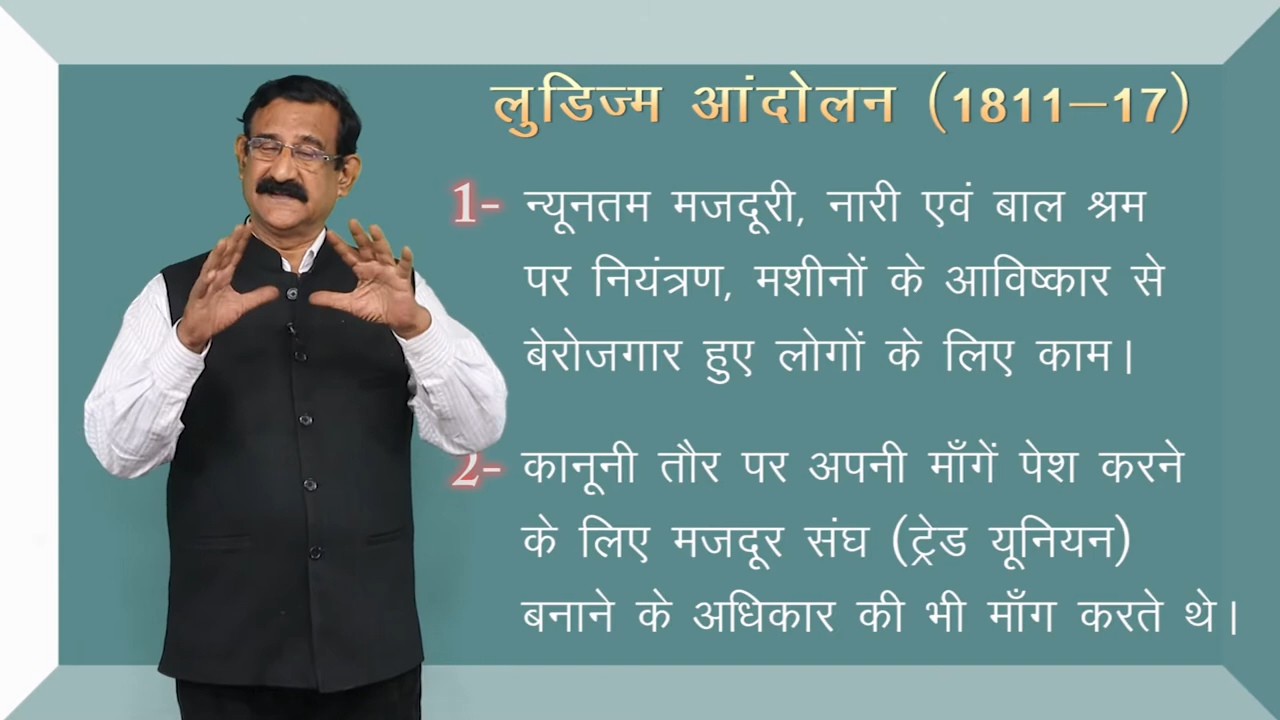 लुडिज्म आंदोलन (1811–17)
1- न्यूनतम मजदूरी, नारी एवं बाल श्रम
पर नियंत्रण, मशीनों के आविष्कार से
बेरोजगार हुए लोगों के लिए काम।
2- कानूनी तौर पर अपनी माँगें पेश करने
के लिए मजदूर संघ (ट्रेड यूनियन)
बनाने के अधिकार की भी माँग करते थे।